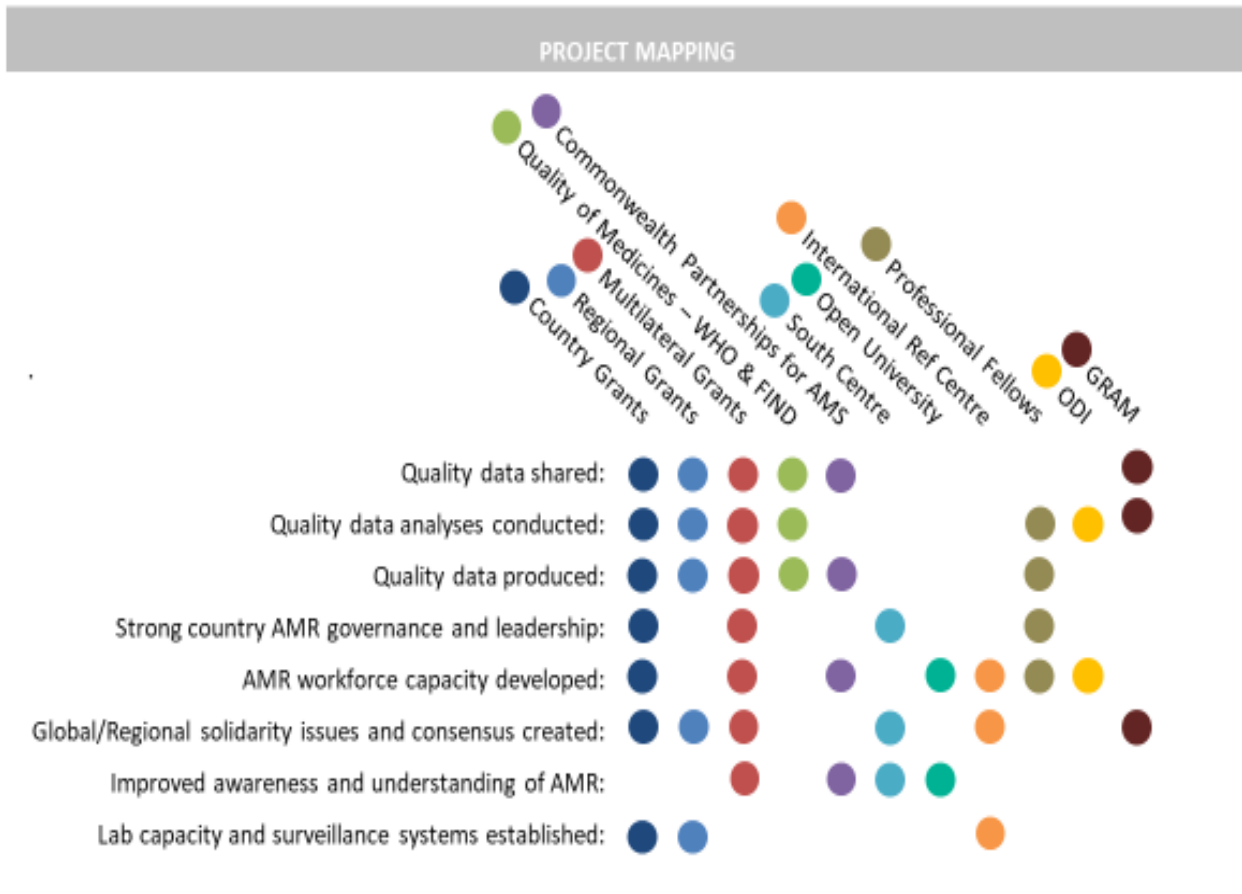 PROJECT MAPPING
Country Grants
Regional Grants
Multilateral Grants
Quality of Medicines – WHO & FIND
Commonwealth Partnerships for AMS
South Centre
Open University
International Ref Centre
Professional Fellows
ODI
GRAM
Quality data shared:
Quality data analyses conducted:
Quality data produced:
Strong country AMR governance and leadership:
AMR workforce capacity developed:
Global/Regional solidarity issues and consensus created:
Improved awareness and understanding of AMR:
Lab capacity and surveillance systems established: